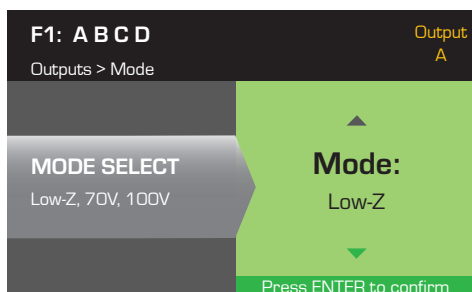 F1: A B C D
Output
A
Outputs > Mode
MODE SELECT
Low-Z, 70V, 100V
Mode:
Low-Z
Press ENTER to confirm